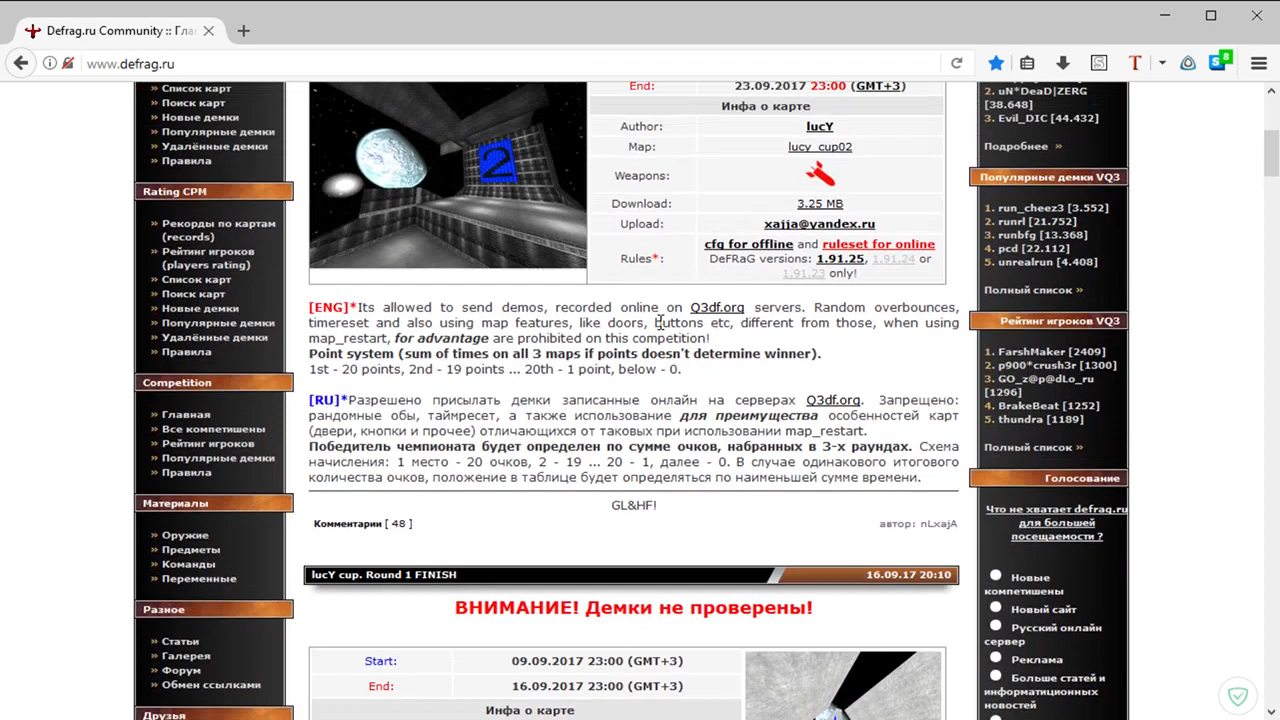 Defrag.ru Community :: Гла
www.defrag.ru
8
Список карт
Поиск карт
Новые демки
Популярные демки
Удалённые демки
Правила
Rating CPM
Рекорды по картам
(records)
Рейтинг игроков
(players rating)
Список карт
Поиск карт
Новые демки
Популярные демки
Удалённые демки
Правила
Competition
Главная
Все компетишены
Рейтинг игроков
Популярные демки
Правила
Материалы
Оружие
Предметы
Команды
Переменные
Разное
Статьи
Галерея
Форум
Обмен ссылками
Друзья
2
End: 23.09.2017 23:00 (GMT+3)
Инфа о карте
Author: lucY
Map: lucy_cup02
Weapons:
Download: 3.25 MB
Upload: xajja@yandex.ru
cfg for offline and ruleset for online
Rules*: DeFRaG versions: 1.91.25, 1.91.24 or
1.91.23 only!
[ENG]*Its allowed to send demos, recorded online on Q3df.org servers. Random overbounces,
timereset and also using map features, like doors, buttons etc, different from those, when using
map_restart, for advantage are prohibited on this competition!
Point system (sum of times on all 3 maps if points doesn't determine winner).
1st - 20 points, 2nd - 19 points ... 20th - 1 point, below - 0.
[RU]*Разрешено присылать демки записанные онлайн на серверах Q3df.org. Запрещено:
рандомные обы, таймресет, а также использование для преимущества особенностей карт
(двери, кнопки и прочее) отличающихся от таковых при использовании map_restart.
Победитель чемпионата будет определен по сумме очков, набранных в 3-х раундах. Схема
начисления: 1 место - 20 очков, 2 - 19 ... 20 - 1, далее - 0. В случае одинакового итогового
количества очков, положение в таблице будет определяться по наименьшей сумме времени.
GL&HF!
Комментарии [ 48 ] автор: nLxajA
lucY cup. Round 1 FINISH 16.09.17 20:10
ВНИМАНИЕ! Демки не проверены!
Start: 09.09.2017 23:00 (GMT+3)
End: 16.09.2017 23:00 (GMT+3)
Инфа о карте
2. uN*DeaD|ZERG
[38.648]
3. Evil_DIC [44.432]
Подробнее »
Популярные демки VQ3
1. run_cheez3 [3.552]
2. runrl [21.752]
3. runbfg [13.368]
4. pcd [22.112]
5. unrealrun [4.408]
Полный список »
Рейтинг игроков VQ3
1. FarshMaker [2409]
2. p900*crush3r [1300]
3. GO_z@p@dLo_ru
[1296]
4. BrakeBeat [1252]
5. thundra [1189]
Полный список »
Голосование
Что не хватает defrag.ru
для большей
посещаемости ?
Новые
компетишены
Новый сайт
Русский онлайн
сервер
Реклама
Больше статей и
информатиционных
новостей